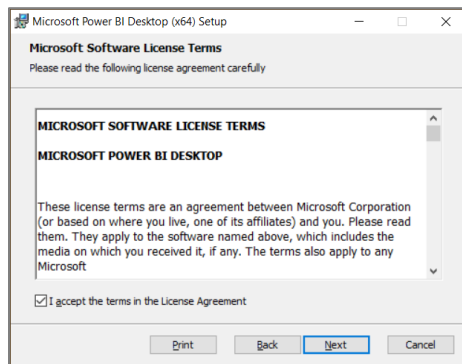 Microsoft Power BI Desktop (x64) Setup
Microsoft Software License Terms
Please read the following license agreement carefully
MICROSOFT SOFTWARE LICENSE TERMS
MICROSOFT POWER BI DESKTOP
These license terms are an agreement between Microsoft Corporation
(or based on where you live, one of its affiliates) and you. Please read
them. They apply to the software named above, which includes the
media on which you received it, if any. The terms also apply to any
Microsoft
I accept the terms in the License Agreement
Print Back Next Cancel